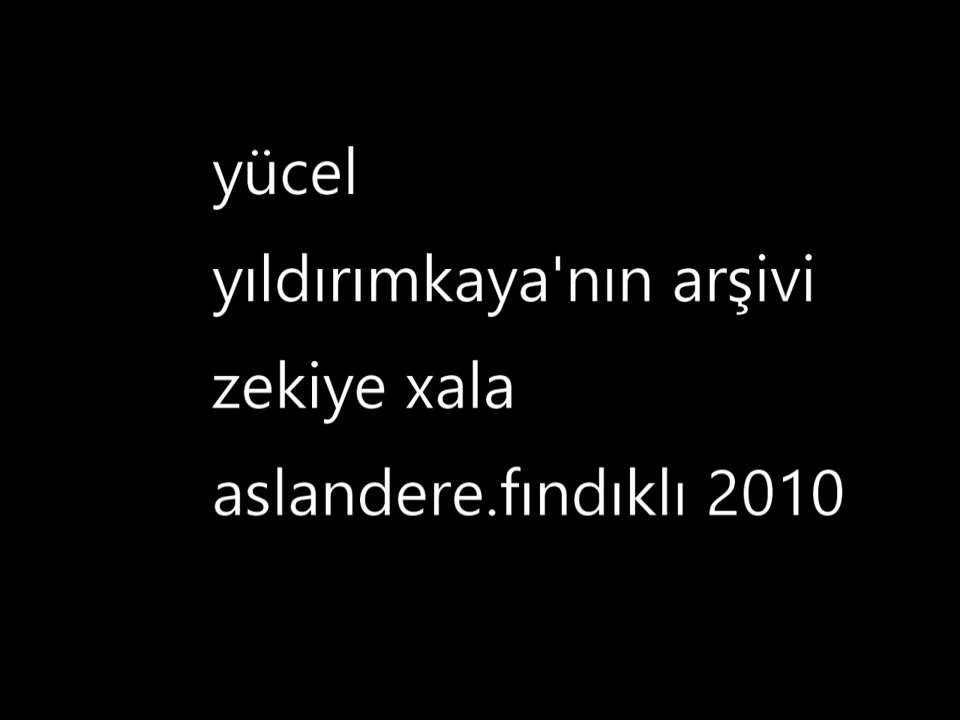 yücel
yıldırımkaya'nın arşivi
zekiye xala
aslandere.fındıklı 2010